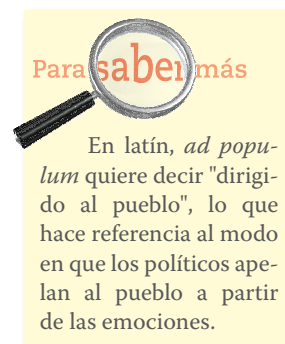 Para saber más
En latín, ad popu-
lum quiere decir "dirigi-
do al pueblo", lo que
hace referencia al modo
en que los políticos ape-
lan al pueblo a partir
de las emociones.